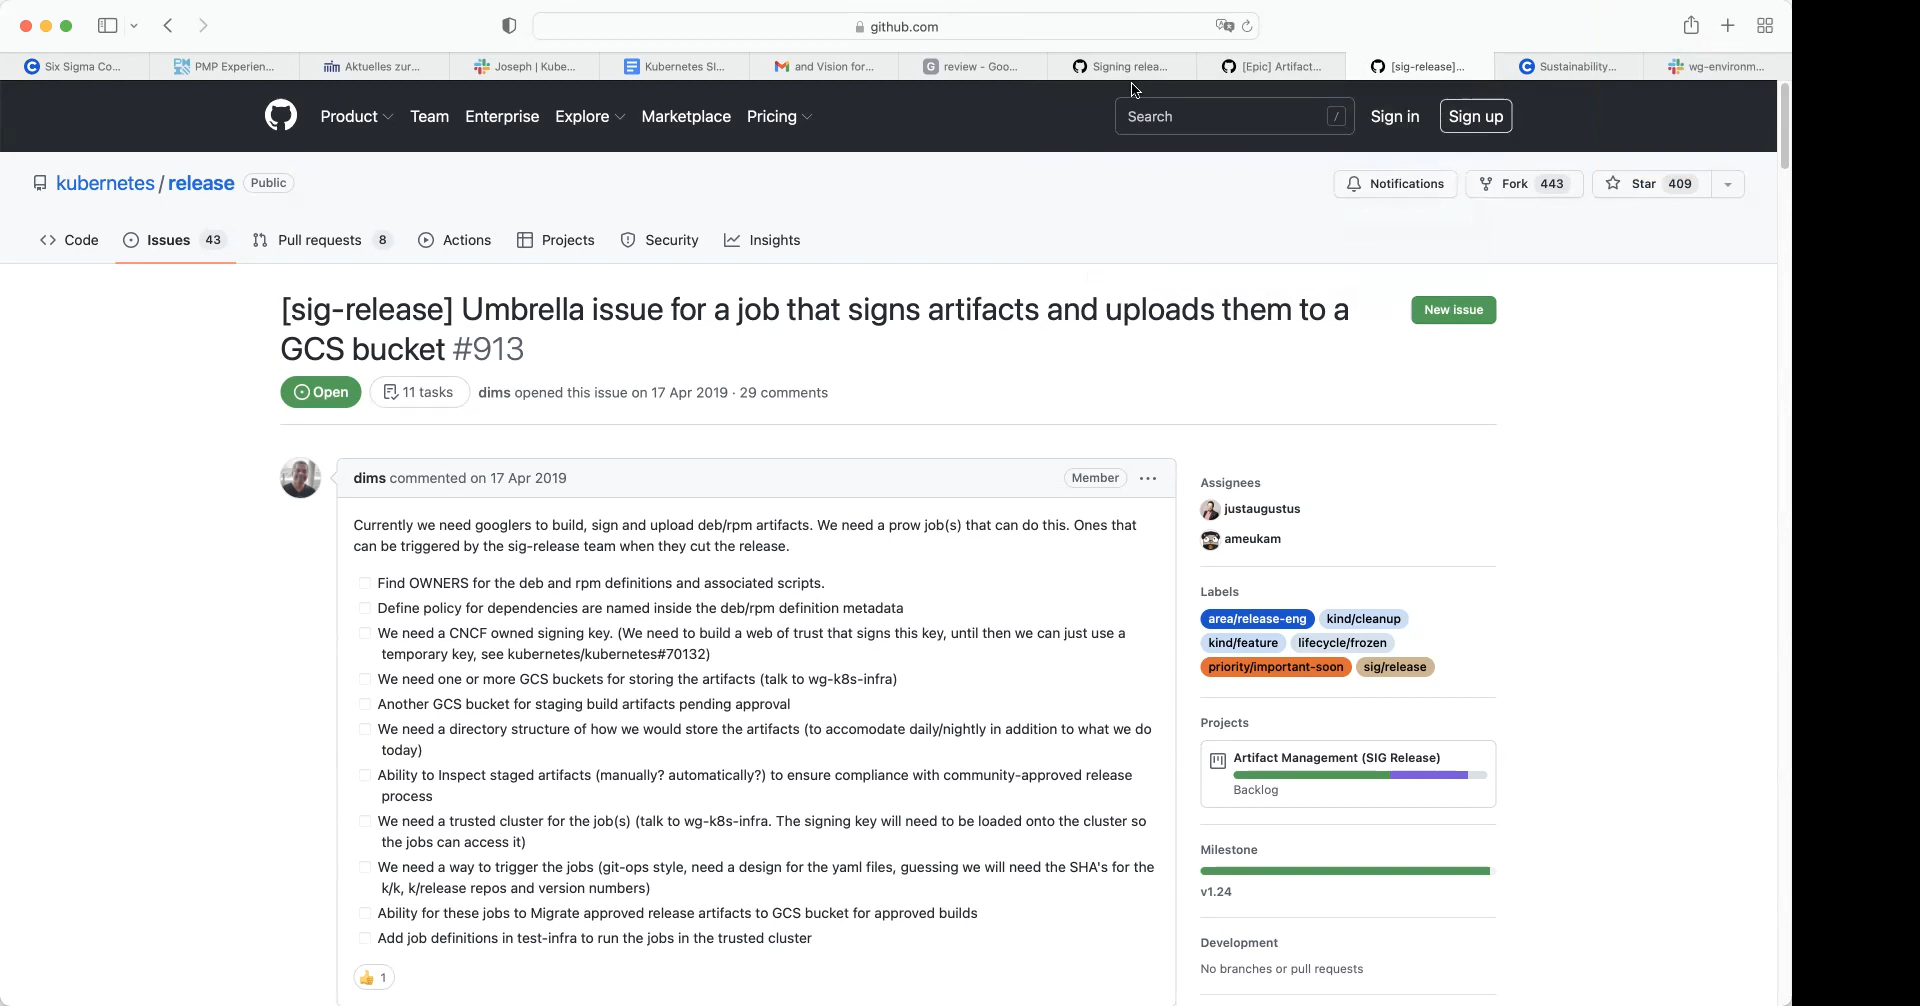 github.com
Six Sigma Co...
PMP Experien...
Aktuelles zur...
Joseph | Kube...
Kubernetes SI...
and Vision for...
review - Goo...
Signing relea...
[Epic] Artifact...
[sig-release]...
Sustainability...
wg-environm...
Product
Team
Enterprise
Explore
Marketplace
Pricing
Search
/
Sign in
Sign up
kubernetes / release
Public
Notifications
Fork 443
Star 409
Code
Issues 43
Pull requests 8
Actions
Projects
Security
Insights
[sig-release] Umbrella issue for a job that signs artifacts and uploads them to a
GCS bucket #913
New issue
Open
11 tasks
dims opened this issue on 17 Apr 2019 · 29 comments
dims commented on 17 Apr 2019
Member
...
Currently we need googlers to build, sign and upload deb/rpm artifacts. We need a prow job(s) that can do this. Ones that
can be triggered by the sig-release team when they cut the release.
Find OWNERS for the deb and rpm definitions and associated scripts.
Define policy for dependencies are named inside the deb/rpm definition metadata
We need a CNCF owned signing key. (We need to build a web of trust that signs this key, until then we can just use a
temporary key, see kubernetes/kubernetes#70132)
We need one or more GCS buckets for storing the artifacts (talk to wg-k8s-infra)
Another GCS bucket for staging build artifacts pending approval
We need a directory structure of how we would store the artifacts (to accomodate daily/nightly in addition to what we do
today)
Ability to Inspect staged artifacts (manually? automatically?) to ensure compliance with community-approved release
process
We need a trusted cluster for the job(s) (talk to wg-k8s-infra. The signing key will need to be loaded onto the cluster so
the jobs can access it)
We need a way to trigger the jobs (git-ops style, need a design for the yaml files, guessing we will need the SHA's for the
k/k, k/release repos and version numbers)
Ability for these jobs to Migrate approved release artifacts to GCS bucket for approved builds
Add job definitions in test-infra to run the jobs in the trusted cluster
1
Assignees
justaugustus
ameukam
Labels
area/release-eng
kind/cleanup
kind/feature
lifecycle/frozen
priority/important-soon
sig/release
Projects
Artifact Management (SIG Release)
Backlog
Milestone
v1.24
Development
No branches or pull requests